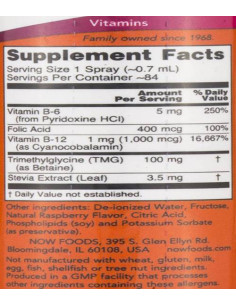 Vitamins
Family owned since 1968.
Supplement Facts
Serving Size 1 Spray (~0.7 mL)
Servings Per Container ~84
Amount Per Serving % Daily Value
Vitamin B-6 5 mg 250%
(from Pyridoxine HCl)
Folic Acid 400 mcg 100%
Vitamin B-12 1 mg (1,000 mcg) 16,667%
(as Cyanocobalamin)
Trimethylglycine (TMG) 100 mg †
(as Betaine)
Stevia Extract (Leaf) 3.5 mg †
† Daily Value not established.
Other ingredients: De-ionized Water, Fructose,
Natural Raspberry Flavor, Citric Acid,
Phosphoric Acid and Potassium Sorbate
(as preservative).
NOW FOODS, 395 S. Glen Ellyn Rd.
Bloomingdale, IL 60108, USA nowfoods.com
Not manufactured with wheat, gluten, milk,
egg, fish, shellfish or tree nut ingredients.
Produced in a GMP facility that processes
other ingredients containing these allergens.